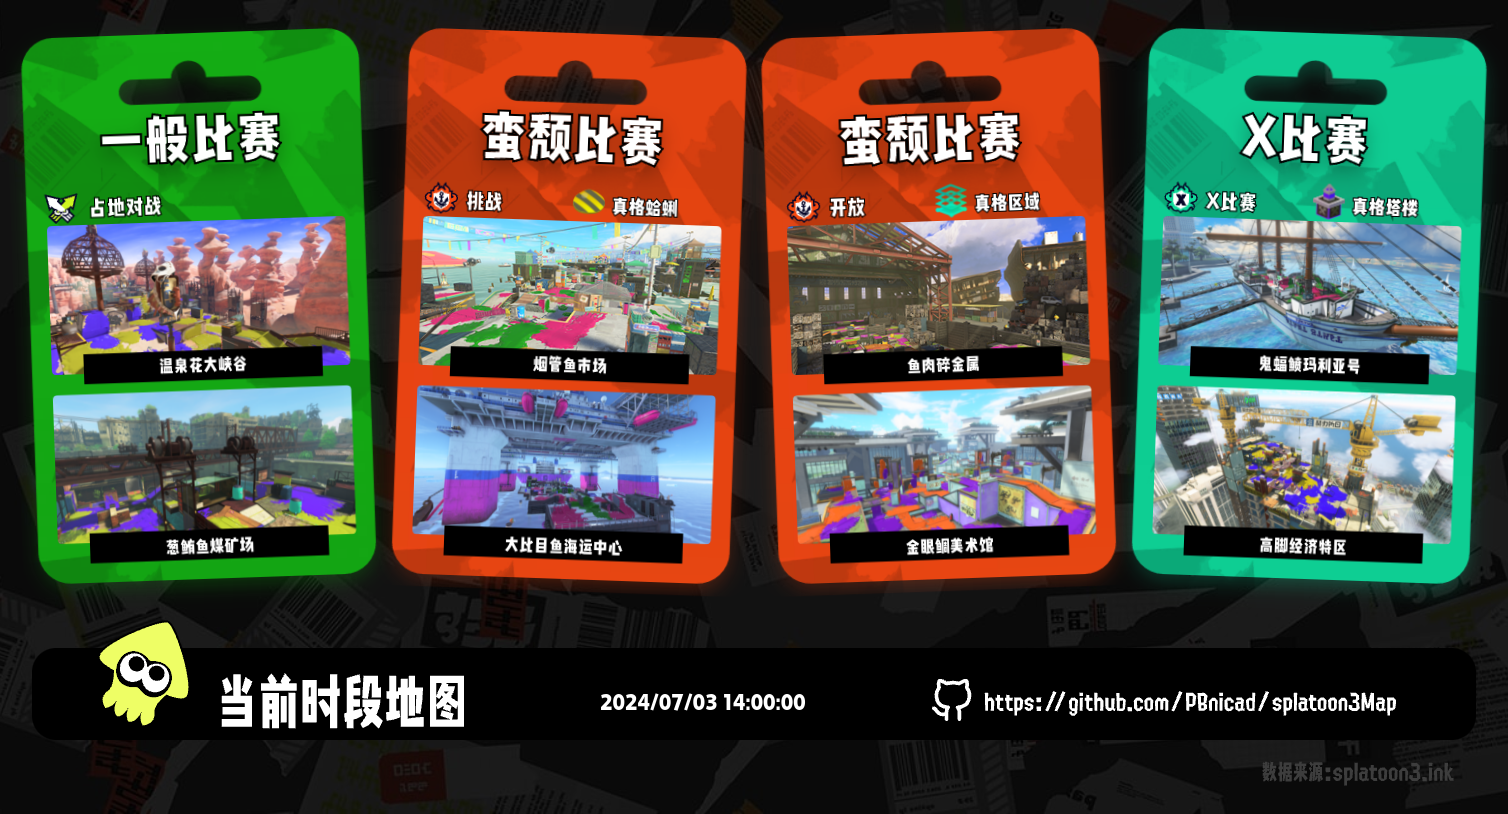 一般比赛
占地对战
温泉花大峡谷
葱鲔鱼煤矿场
蛮颓比赛
挑战
真格蛤蜊
烟管鱼市场
大比目鱼海运中心
蛮颓比赛
开放
真格区域
鱼肉碎金属
金眼鲷美术馆
X比赛
X比赛
真格塔楼
鬼蝠鲼玛利亚号
高脚经济特区
当前时段地图
2024/07/03 14:00:00
https://github.com/PBnicad/splatoon3Map
数据来源:splatoon3.ink